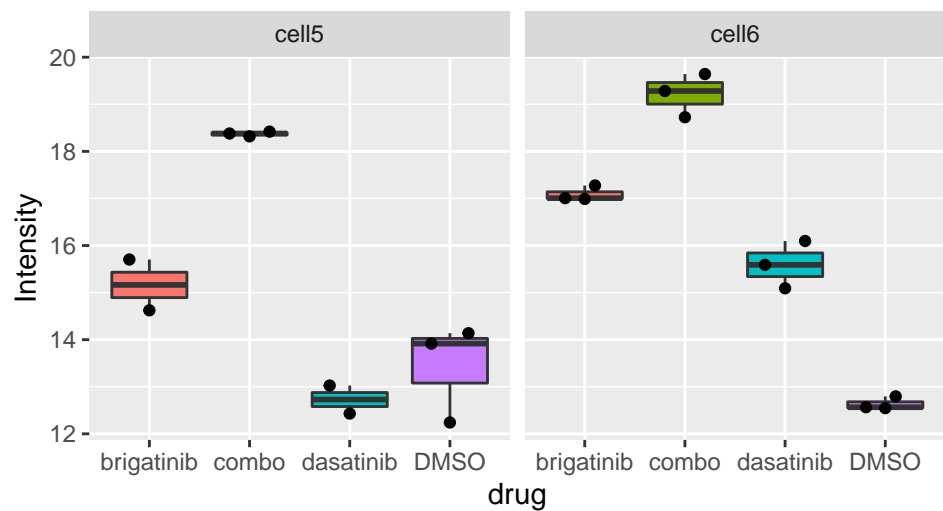 cell5 cell6
20
18
16
14
12
Intensity
brigatinib combo dasatinib DMSO brigatinib combo dasatinib DMSO
drug